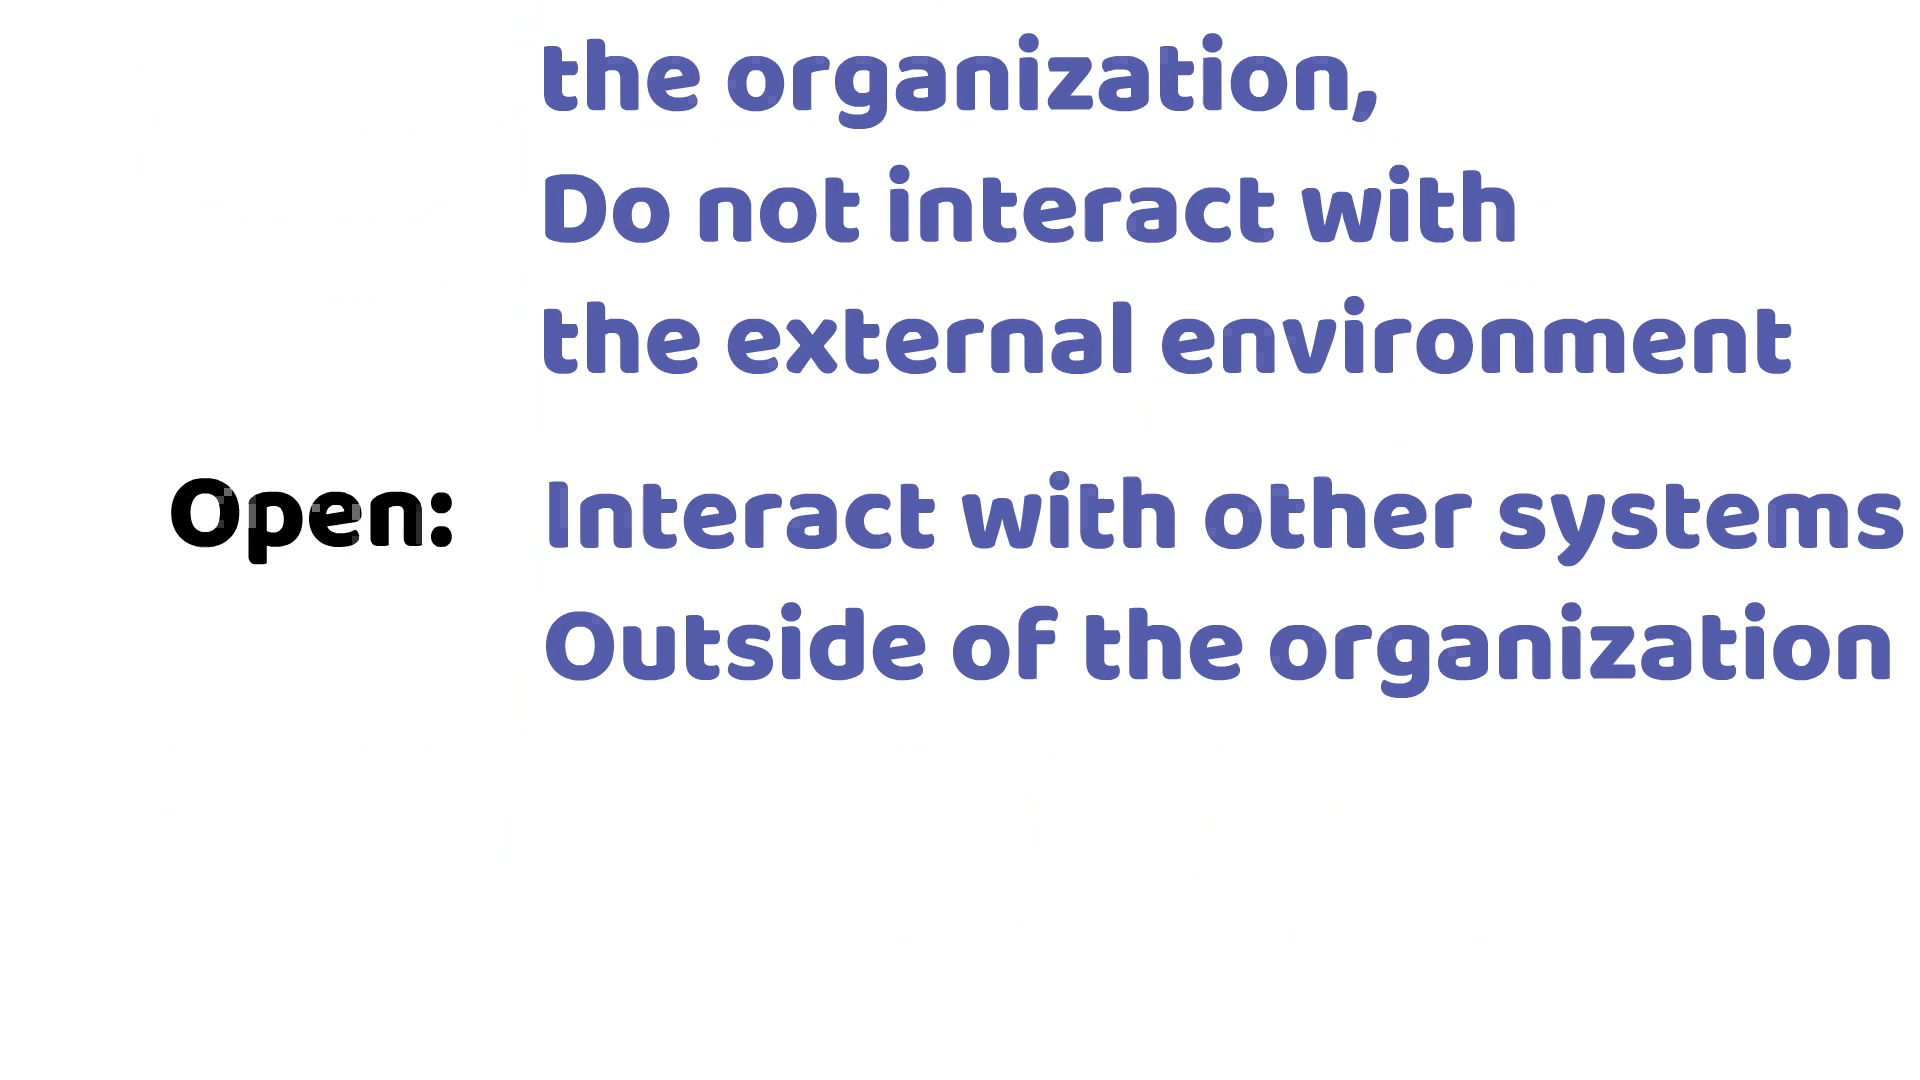 the organization,
Do not interact with
the external environment
Open: Interact with other systems
Outside of the organization